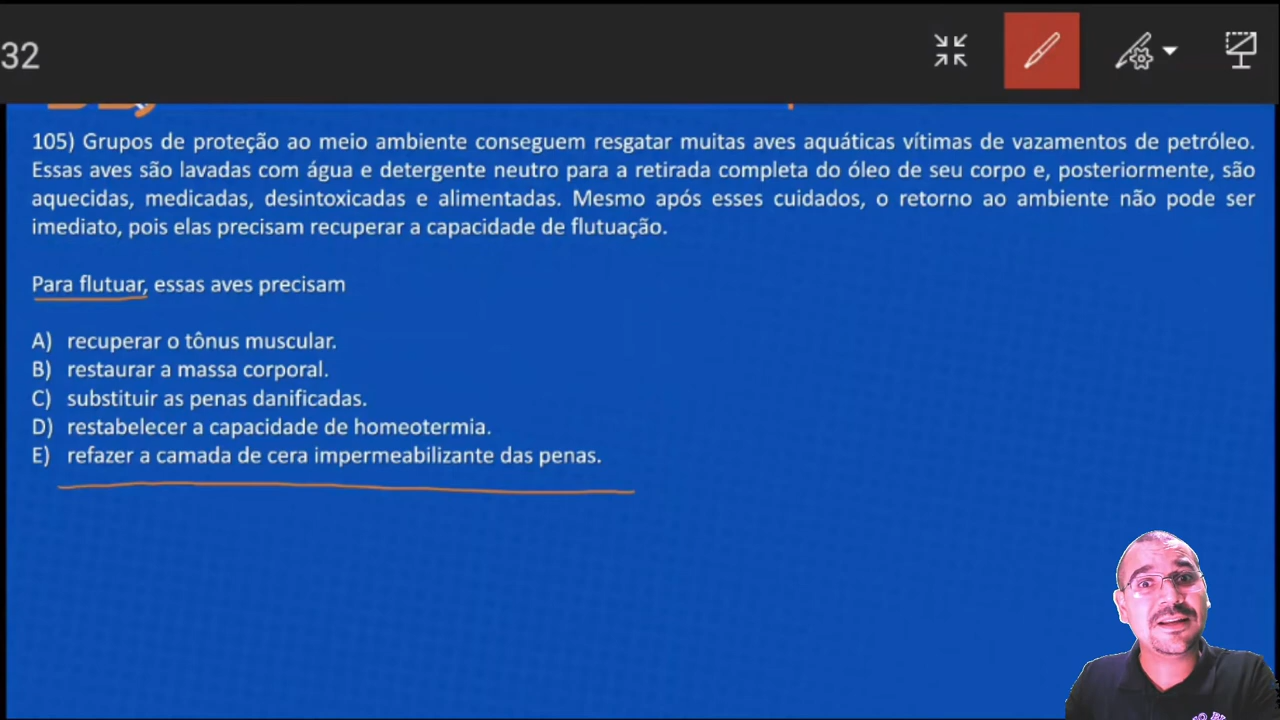 32
105) Grupos de proteção ao meio ambiente conseguem resgatar muitas aves aquáticas vítimas de vazamentos de petróleo.
Essas aves são lavadas com água e detergente neutro para a retirada completa do óleo de seu corpo e, posteriormente, são
aquecidas, medicadas, desintoxicadas e alimentadas. Mesmo após esses cuidados, o retorno ao ambiente não pode ser
imediato, pois elas precisam recuperar a capacidade de flutuação.
Para flutuar, essas aves precisam
A) recuperar o tônus muscular.
B) restaurar a massa corporal.
C) substituir as penas danificadas.
D) restabelecer a capacidade de homeotermia.
E) refazer a camada de cera impermeabilizante das penas.